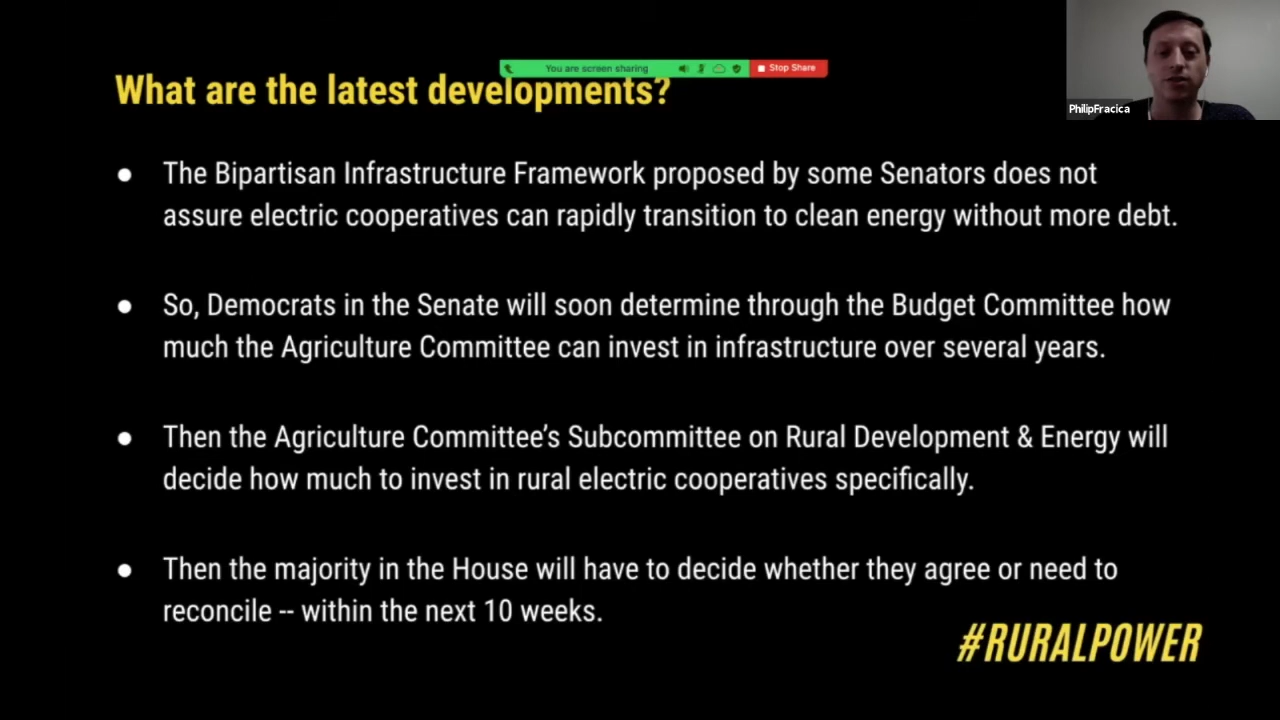 You are screen sharing
Stop Share
What are the latest developments?
PhilipFracica
● The Bipartisan Infrastructure Framework proposed by some Senators does not
assure electric cooperatives can rapidly transition to clean energy without more debt.
● So, Democrats in the Senate will soon determine through the Budget Committee how
much the Agriculture Committee can invest in infrastructure over several years.
● Then the Agriculture Committee’s Subcommittee on Rural Development & Energy will
decide how much to invest in rural electric cooperatives specifically.
● Then the majority in the House will have to decide whether they agree or need to
reconcile -- within the next 10 weeks.
#RURALPOWER